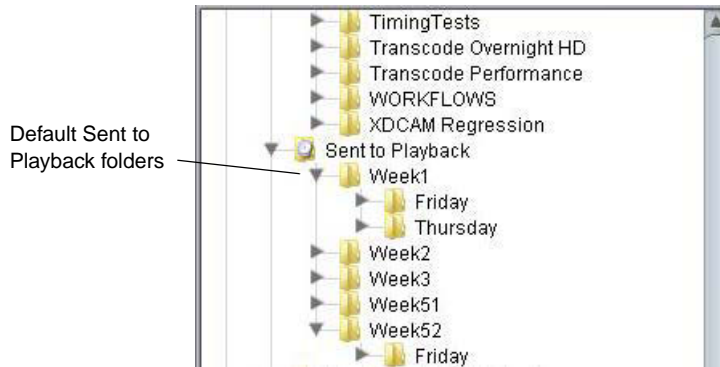 TimingTests
Transcode Overnight HD
Transcode Performance
WORKFLOWS
XDCAM Regression
Default Sent to
Playback folders
Sent to Playback
Week1
Friday
Thursday
Week2
Week3
Week51
Week52
Friday